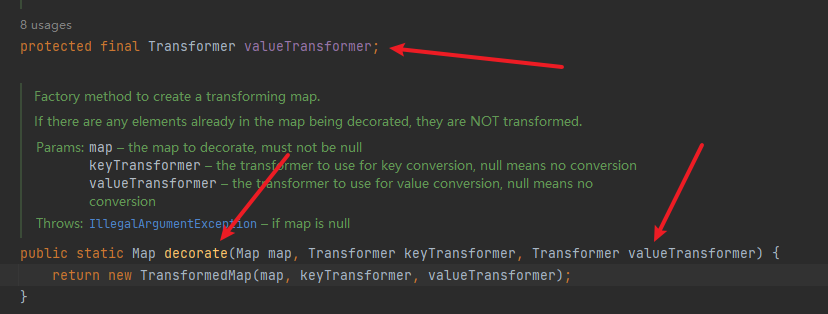 8 usages
protected final Transformer valueTransformer;
Factory method to create a transforming map.
If there are any elements already in the map being decorated, they are NOT transformed.
Params: map – the map to decorate, must not be null
keyTransformer – the transformer to use for key conversion, null means no conversion
valueTransformer – the transformer to use for value conversion, null means no
conversion
Throws: IllegalArgumentException – if map is null
public static Map decorate(Map map, Transformer keyTransformer, Transformer valueTransformer) {
return new TransformedMap(map, keyTransformer, valueTransformer);
}